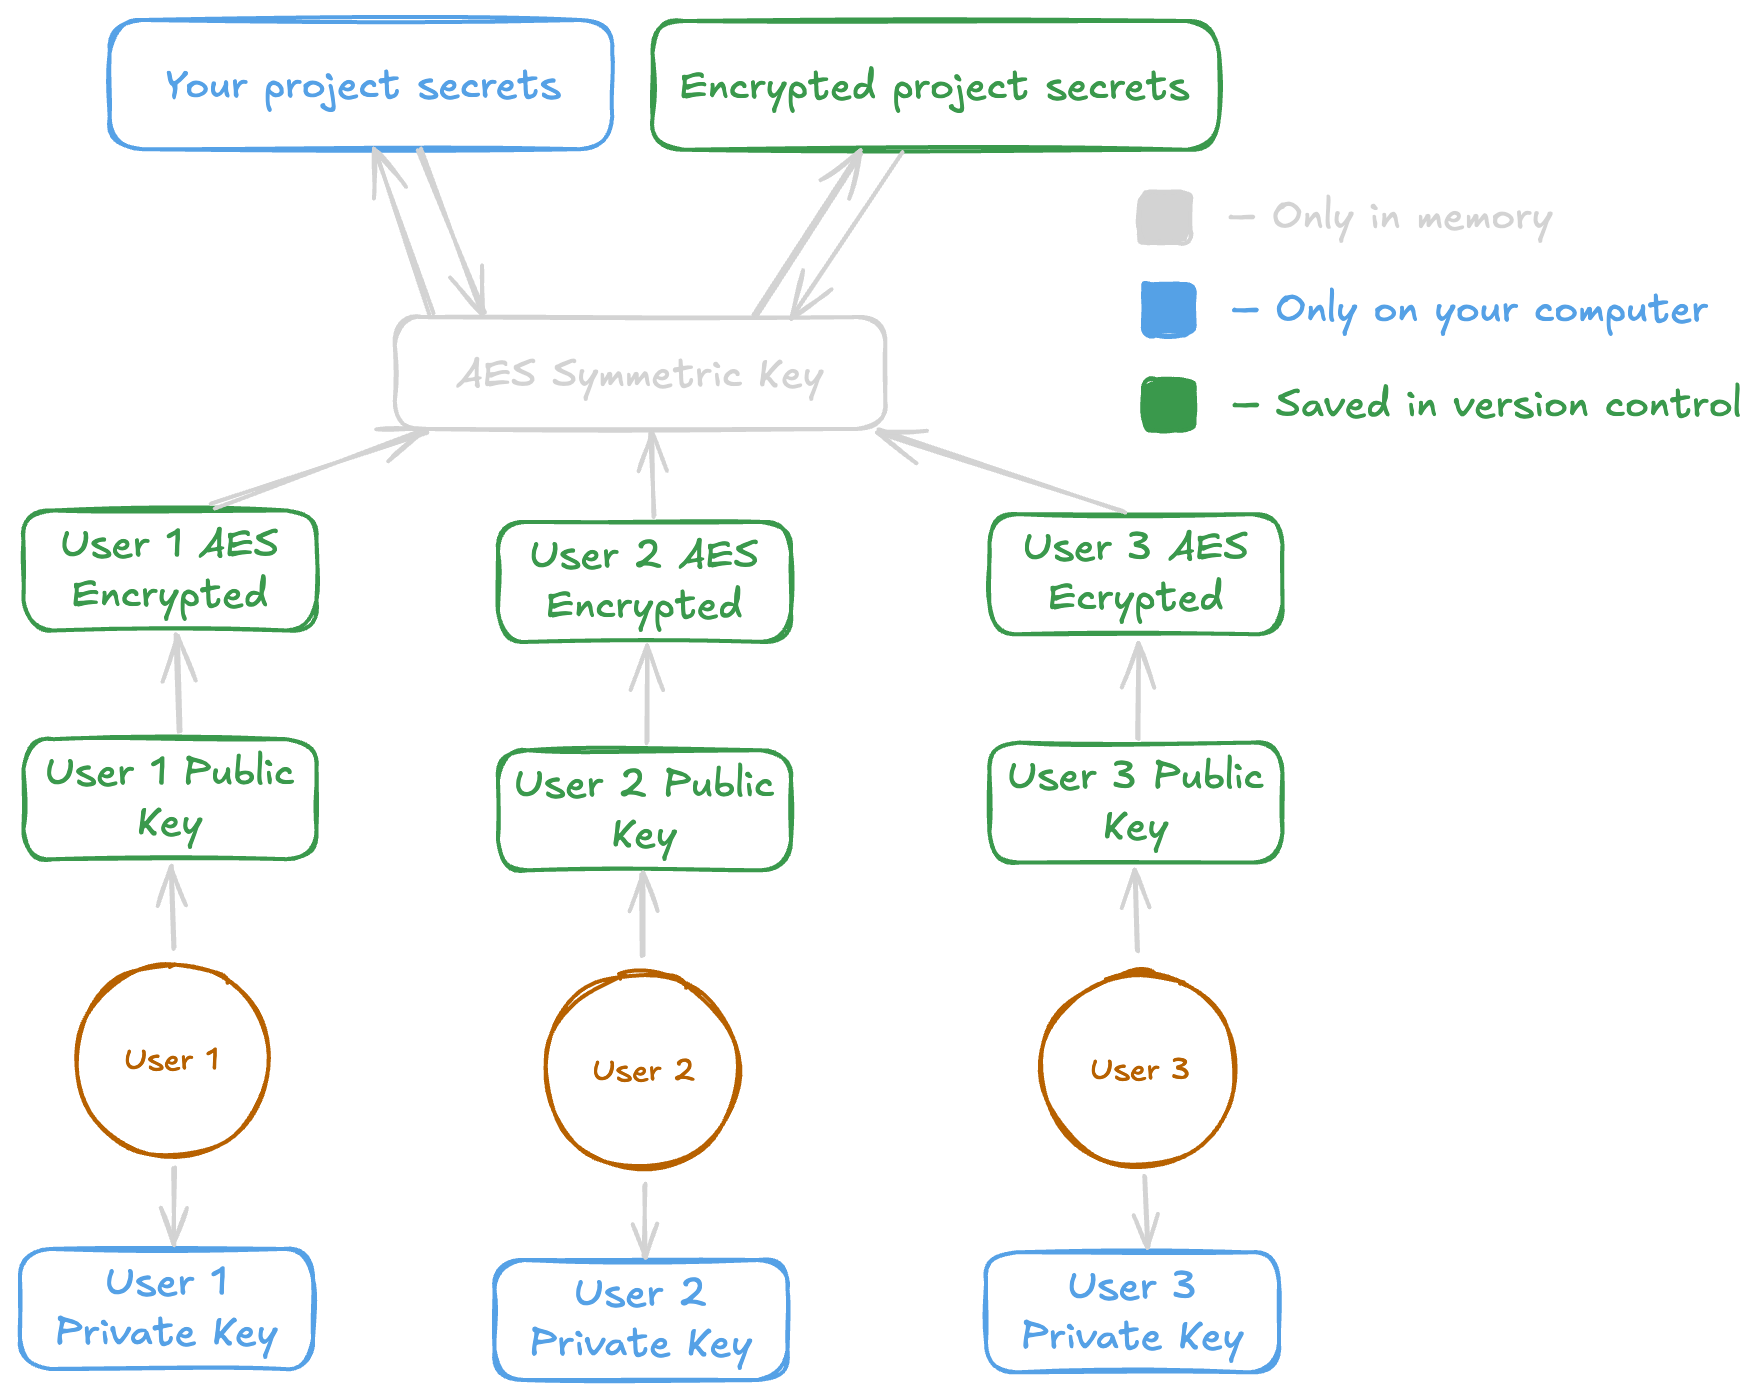 Your project secrets
Encrypted project secrets
– Only in memory
– Only on your computer
AES Symmetric Key
– Saved in version control
User 1 AES
Encrypted
User 2 AES
Encrypted
User 3 AES
Ecrypted
User 1 Public
Key
User 2 Public
Key
User 3 Public
Key
User 1
User 2
User 3
User 1
Private Key
User 2
Private Key
User 3
Private Key